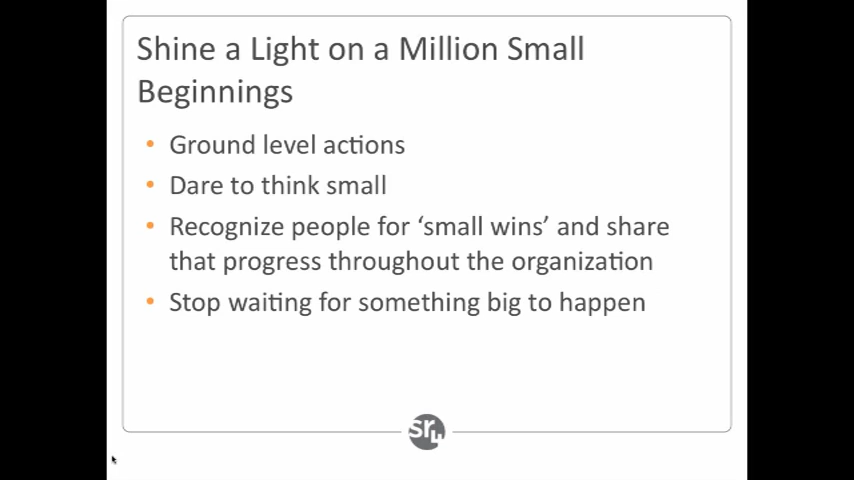 Shine a Light on a Million Small
Beginnings
• Ground level actions
• Dare to think small
• Recognize people for ‘small wins’ and share
that progress throughout the organization
• Stop waiting for something big to happen
sr4